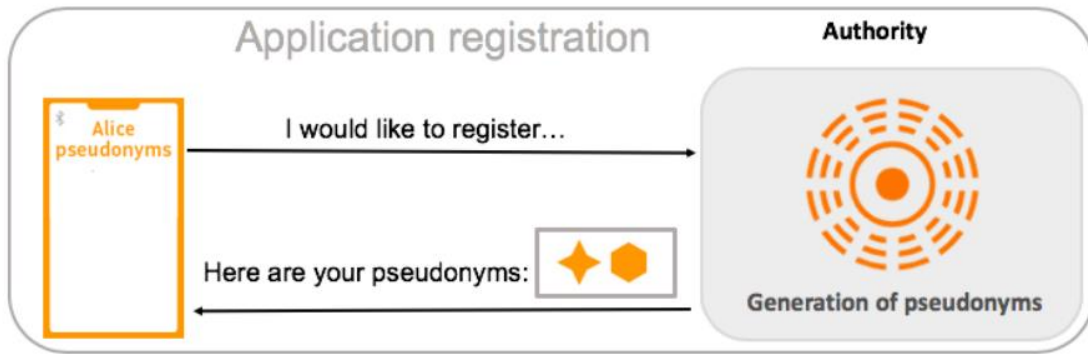 Application registration
Authority
Alice
pseudonyms
I would like to register…
Here are your pseudonyms:
Generation of pseudonyms